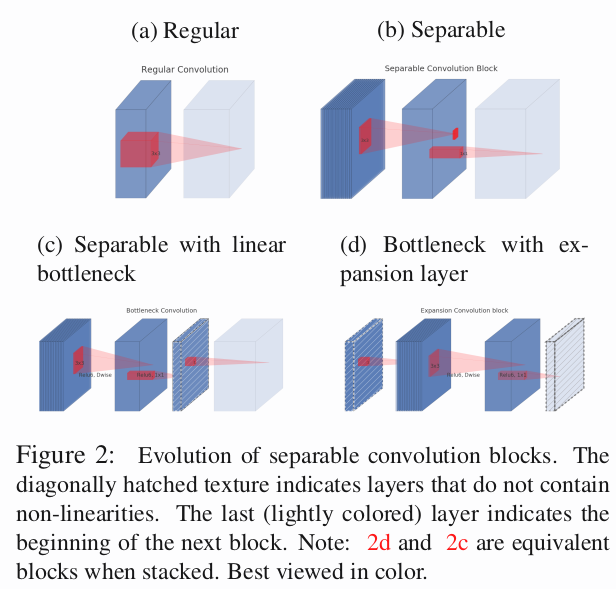 (a) Regular
(b) Separable
Regular Convolution
Separable Convolution Block
3x3
3x3
(c) Separable with linear
bottleneck
(d) Bottleneck with ex-
pansion layer
Bottleneck Convolution
Expansion Convolution block
3x3
Relu6, Dwise
Relu6, 1x1
3x3
Relu6, Dwise
Relu6, 1x1
Figure 2: Evolution of separable convolution blocks. The
diagonally hatched texture indicates layers that do not contain
non-linearities. The last (lightly colored) layer indicates the
beginning of the next block. Note: 2d and 2c are equivalent
blocks when stacked. Best viewed in color.